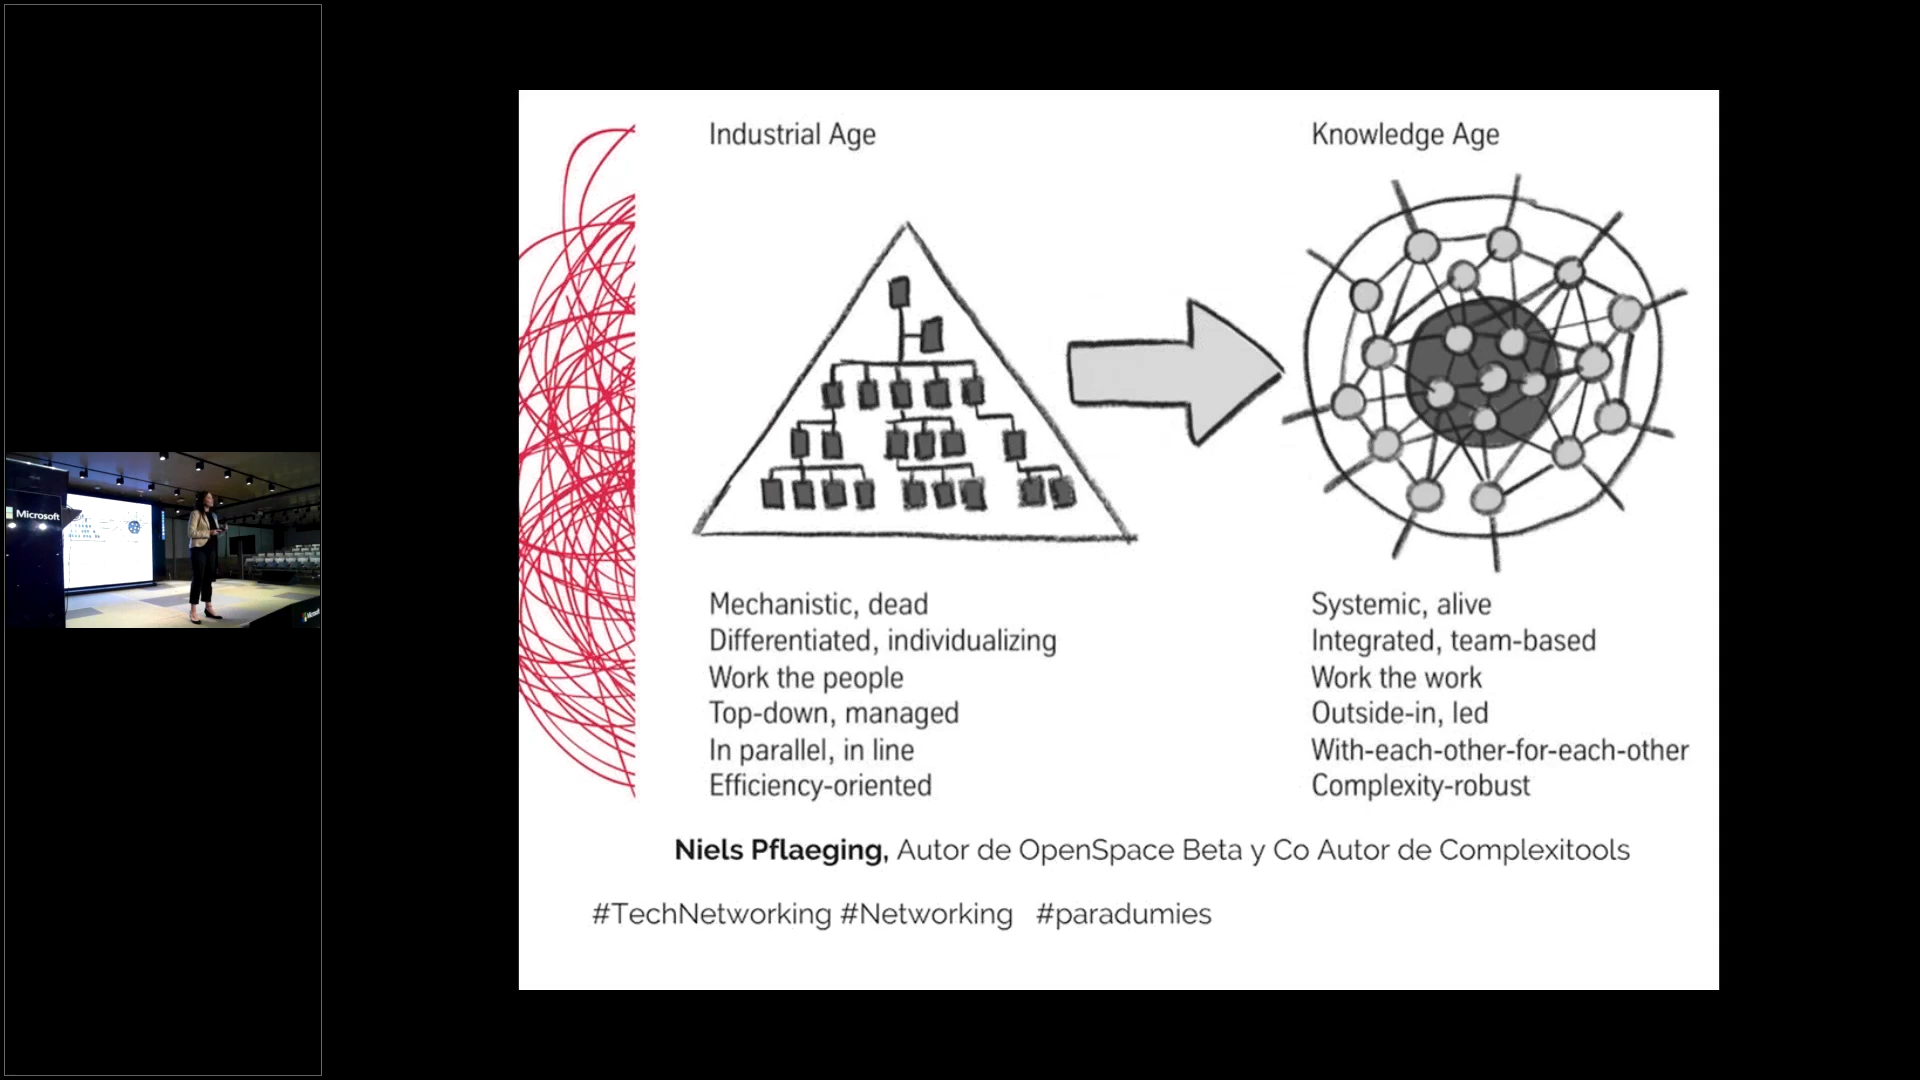 Microsoft
Industrial Age
Knowledge Age
Mechanistic, dead
Differentiated, individualizing
Work the people
Top-down, managed
In parallel, in line
Efficiency-oriented
Systemic, alive
Integrated, team-based
Work the work
Outside-in, led
With-each-other-for-each-other
Complexity-robust
Niels Pflaeging, Autor de OpenSpace Beta y Co Autor de Complexitools
#TechNetworking #Networking #paradumies